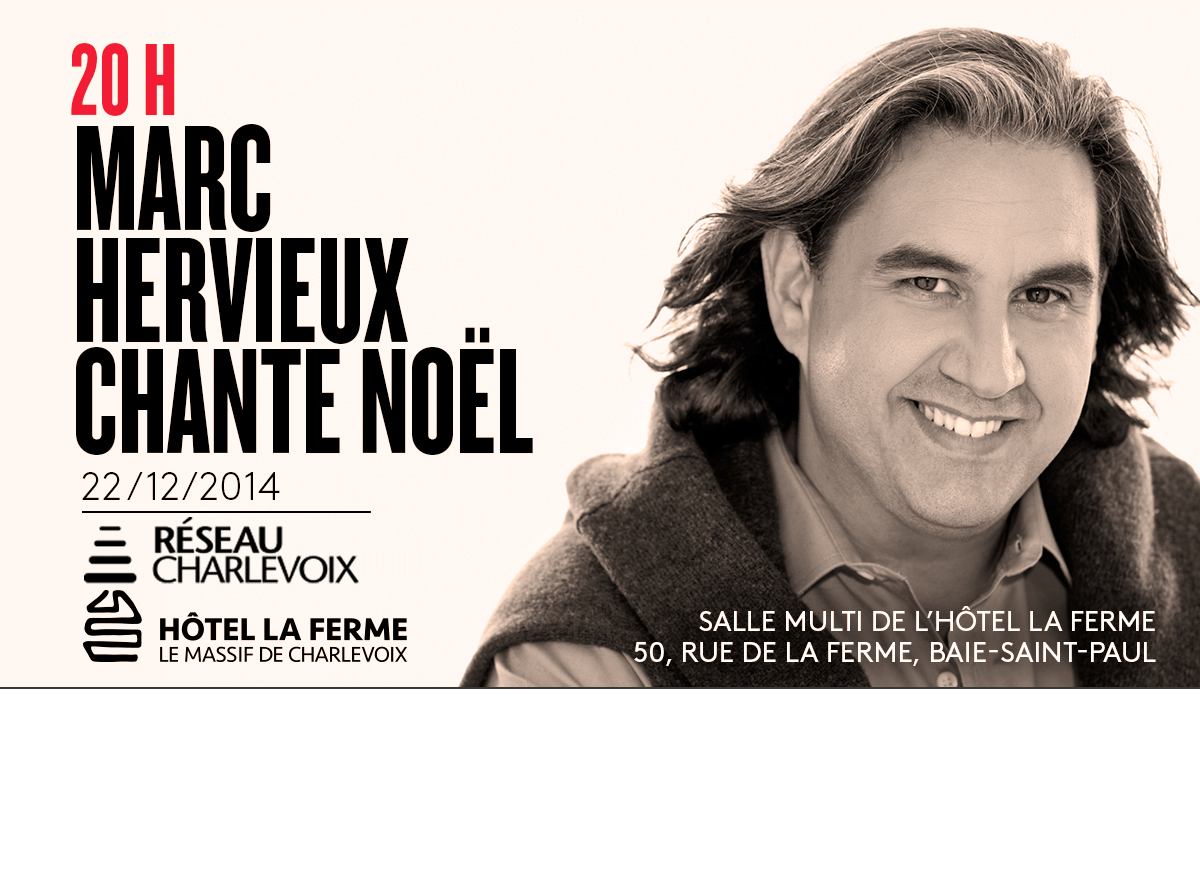 20 H
MARC
HERVIEUX
CHANTE NOËL
22/12/2014
RÉSEAU
CHARLEVOIX
HÔTEL LA FERME
LE MASSIF DE CHARLEVOIX
SALLE MULTI DE L'HÔTEL LA FERME
50, RUE DE LA FERME, BAIE-SAINT-PAUL